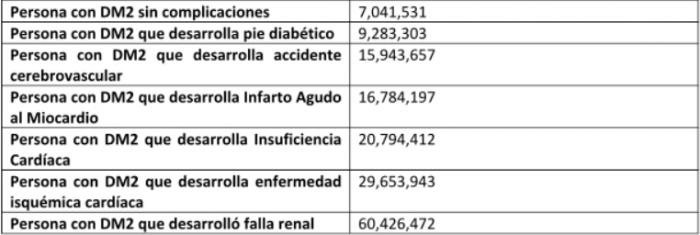 Persona con DM2 sin complicaciones 7,041,531
Persona con DM2 que desarrolla pie diabético 9,283,303
Persona con DM2 que desarrolla accidente 15,943,657
cerebrovascular
Persona con DM2 que desarrolla Infarto Agudo 16,784,197
al Miocardio
Persona con DM2 que desarrolla Insuficiencia 20,794,412
Cardíaca
Persona con DM2 que desarrolla enfermedad 29,653,943
isquémica cardíaca
Persona con DM2 que desarrolló falla renal 60,426,472